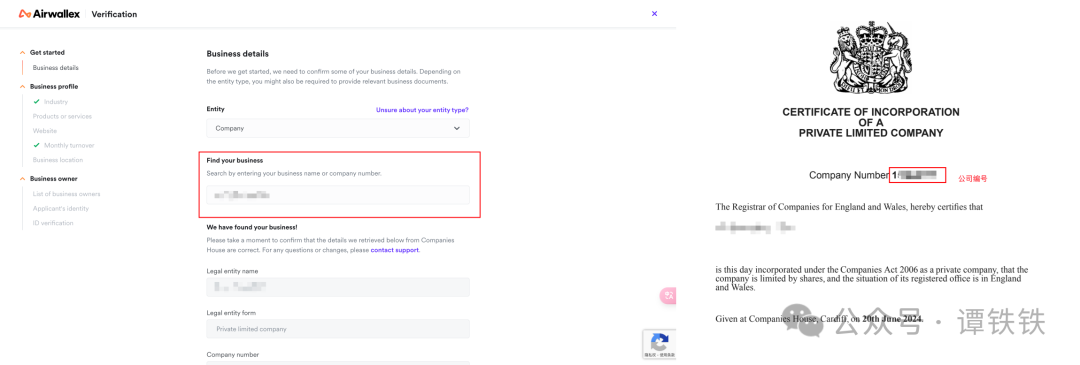 Airwallex Verification
Get started
Business details
Business profile
Industry
Products or services
Website
Monthly turnover
Business location
Business owner
List of business owners
Applicant's identity
ID verification
Business details
Before we get started, we need to confirm some of your business details. Depending on
the entity type, you might also be required to provide relevant business documents.
Entity Unsure about your entity type?
Company
Find your business
Search by entering your business name or company number.
We have found your business!
Please take a moment to confirm that the details we retrieved below from Companies
House are correct. For any questions or changes, please contact support.
Legal entity name
Legal entity form
Private limited company
Company number
CERTIFICATE OF INCORPORATION
OF A
PRIVATE LIMITED COMPANY
Company Number 1
公司编号
The Registrar of Companies for England and Wales, hereby certifies that
is this day incorporated under the Companies Act 2006 as a private company, that the
company is limited by shares, and the situation of its registered office is in England
and Wales.
Given at Companies House, Cardiff, on 20th June 2024.
公众号 · 谭铁铁